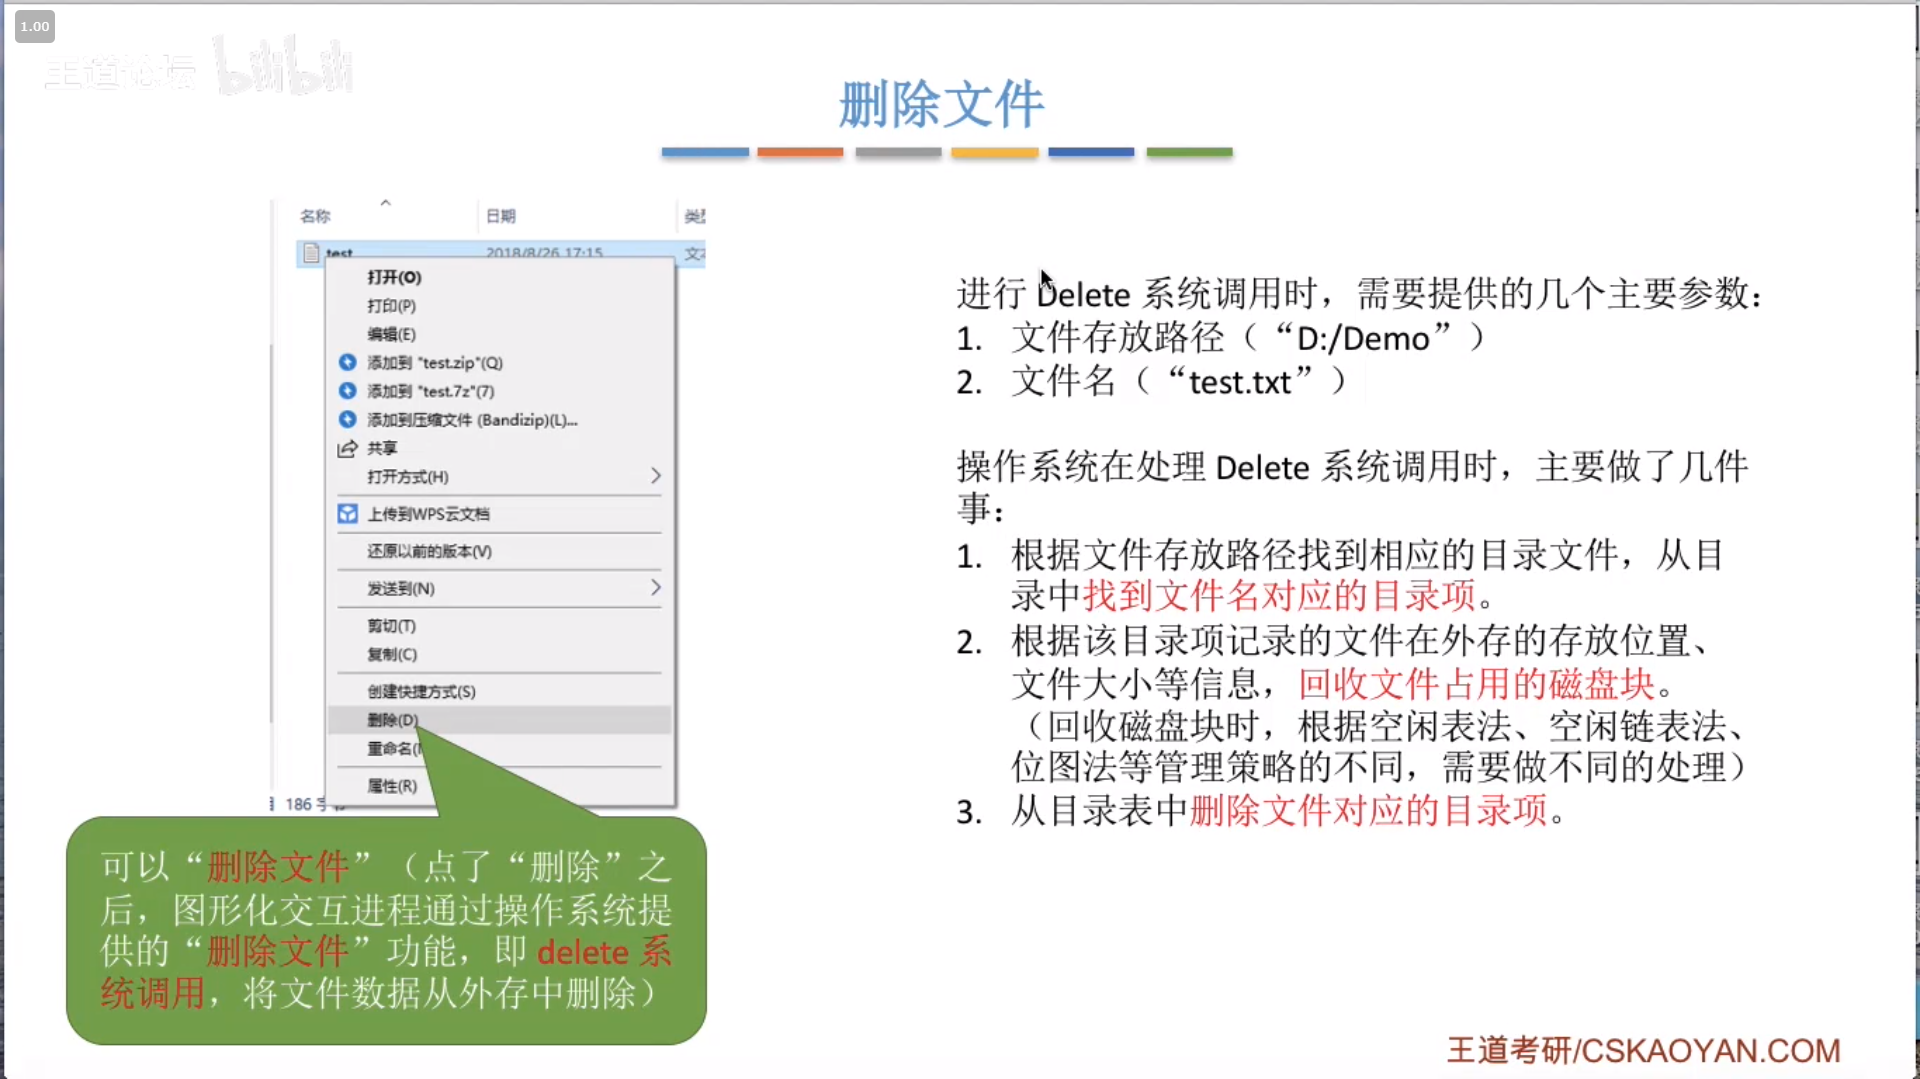 1.00
王道论坛 bilibili
删除文件
名称 日期
test 2018/8/26 17:15
打开(O)
打印(P)
编辑(E)
添加到 "test.zip"(Q)
添加到 "test.7z"(7)
添加到压缩文件 (Bandizip)(L)...
共享
打开方式(H)
上传到WPS云文档
还原以前的版本(V)
发送到(N)
剪切(T)
复制(C)
创建快捷方式(S)
删除(D)
重命名(
属性(R)
186 字
可以“删除文件”（点了“删除”之
后，图形化交互进程通过操作系统提
供的“删除文件”功能，即 delete 系
统调用，将文件数据从外存中删除）
进行 Delete 系统调用时，需要提供的几个主要参数：
1. 文件存放路径（“D:/Demo”）
2. 文件名（“test.txt”）
操作系统在处理 Delete 系统调用时，主要做了几件
事：
1. 根据文件存放路径找到相应的目录文件，从目
录中找到文件名对应的目录项。
2. 根据该目录项记录的文件在外存的存放位置、
文件大小等信息，回收文件占用的磁盘块。
（回收磁盘块时，根据空闲表法、空闲链表法、
位图法等管理策略的不同，需要做不同的处理）
3. 从目录表中删除文件对应的目录项。
王道考研/CSKAOYAN.COM